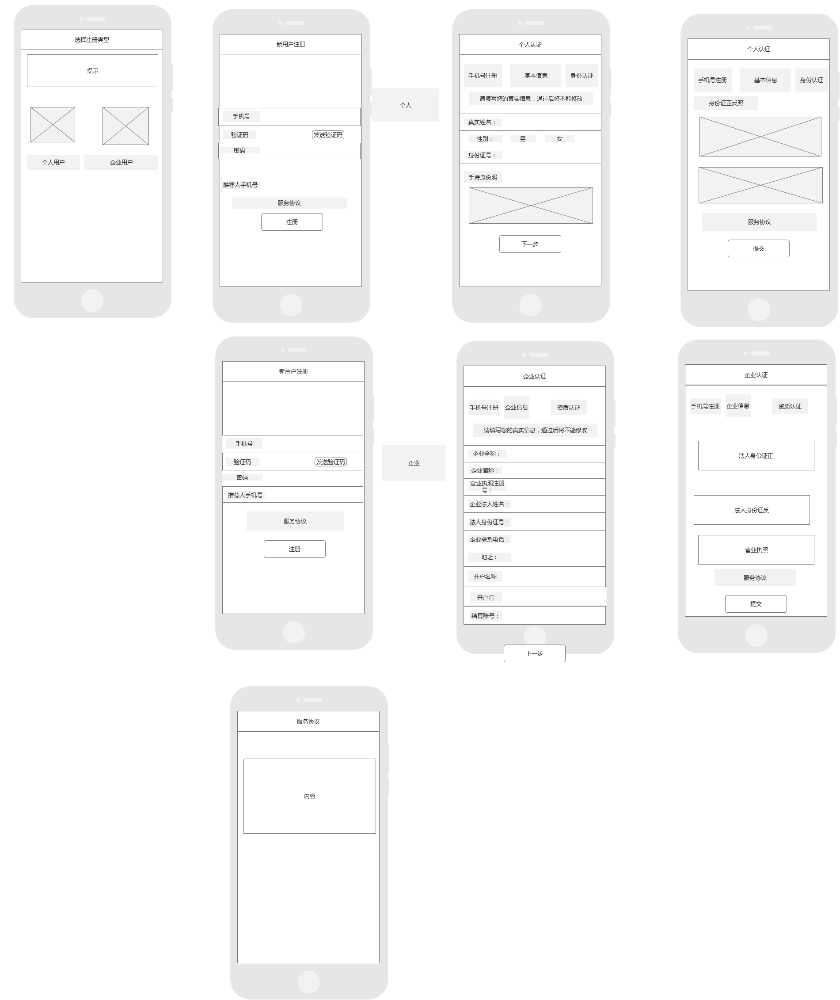 选择注册类型
提示
个人用户
企业用户
新用户注册
手机号
验证码
发送验证码
密码
推荐人手机号
服务协议
注册
个人
个人认证
手机号注册
基本信息
身份认证
请填写您的真实信息，通过后将不能修改
真实姓名：
性别：
男
女
身份证号：
手持身份照
下一步
个人认证
手机号注册
基本信息
身份认证
身份证正反照
服务协议
提交
新用户注册
手机号
验证码
发送验证码
密码
推荐人手机号
服务协议
注册
企业
企业认证
手机号注册
企业信息
资质认证
请填写您的真实信息，通过后将不能修改
企业全称：
企业简称：
营业执照注册
号：
企业法人姓名：
法人身份证号：
企业联系电话：
地址：
开户名称
开户行
结算账号：
下一步
企业认证
手机号注册
企业信息
资质认证
法人身份证正
法人身份证反
营业执照
服务协议
提交
服务协议
内容